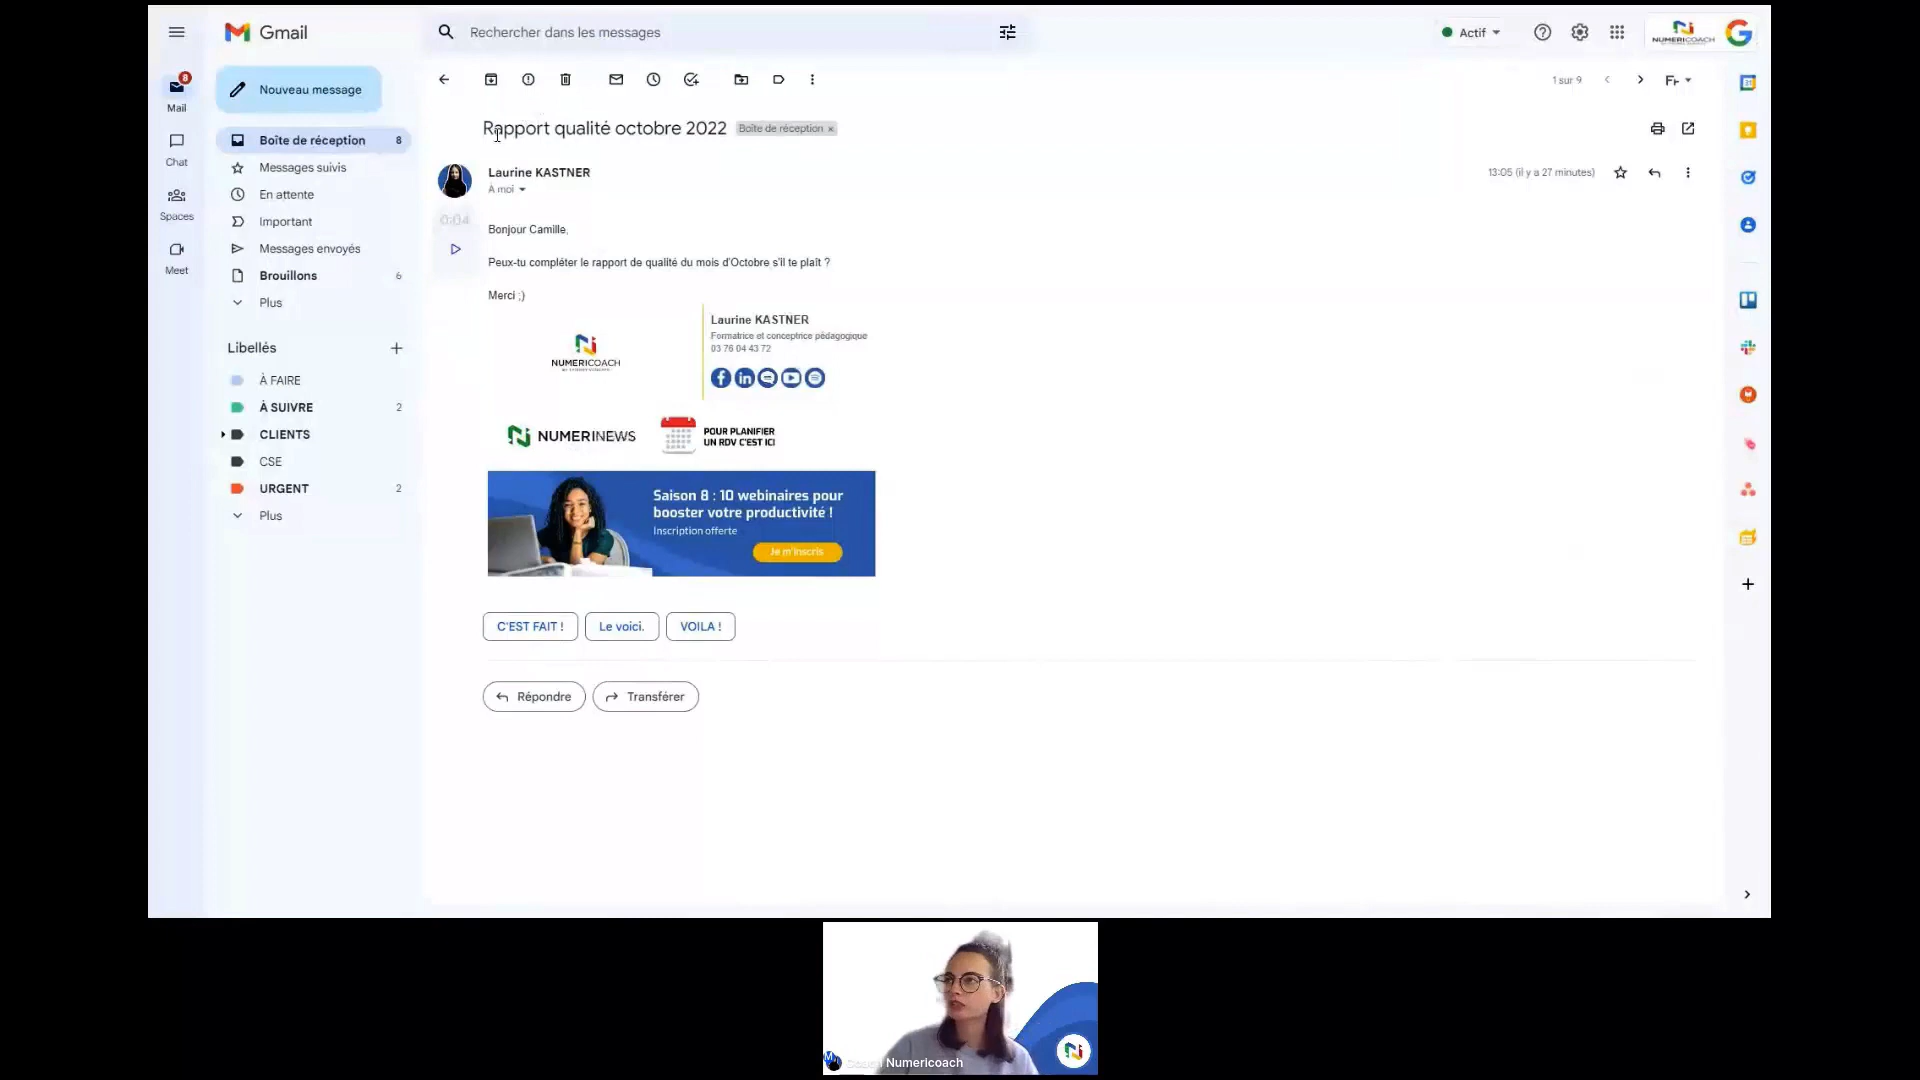 Gmail
Rechercher dans les messages
Actif
NUMERICOACH
8
Mail
Chat
Spaces
Meet
Nouveau message
Boîte de réception 8
Messages suivis
En attente
Important
Messages envoyés
Brouillons 6
Plus
Libellés
À FAIRE
À SUIVRE 2
CLIENTS
CSE
URGENT 2
Plus
1 sur 9
Rapport qualité octobre 2022
Boîte de réception
Laurine KASTNER
À moi
13:05 (il y a 27 minutes)
0:04
Bonjour Camille,
Peux-tu compléter le rapport de qualité du mois d'Octobre s'il te plaît ?
Merci ;)
NUMERICOACH
Laurine KASTNER
Formatrice et conceptrice pédagogique
03 76 04 43 72
NUMERINEWS
POUR PLANIFIER
UN RDV C'EST ICI
Saison 8 : 10 webinaires pour
booster votre productivité !
Inscription offerte
Je m'inscris
C'EST FAIT !
Le voici.
VOILA !
Répondre
Transférer
Numericoach